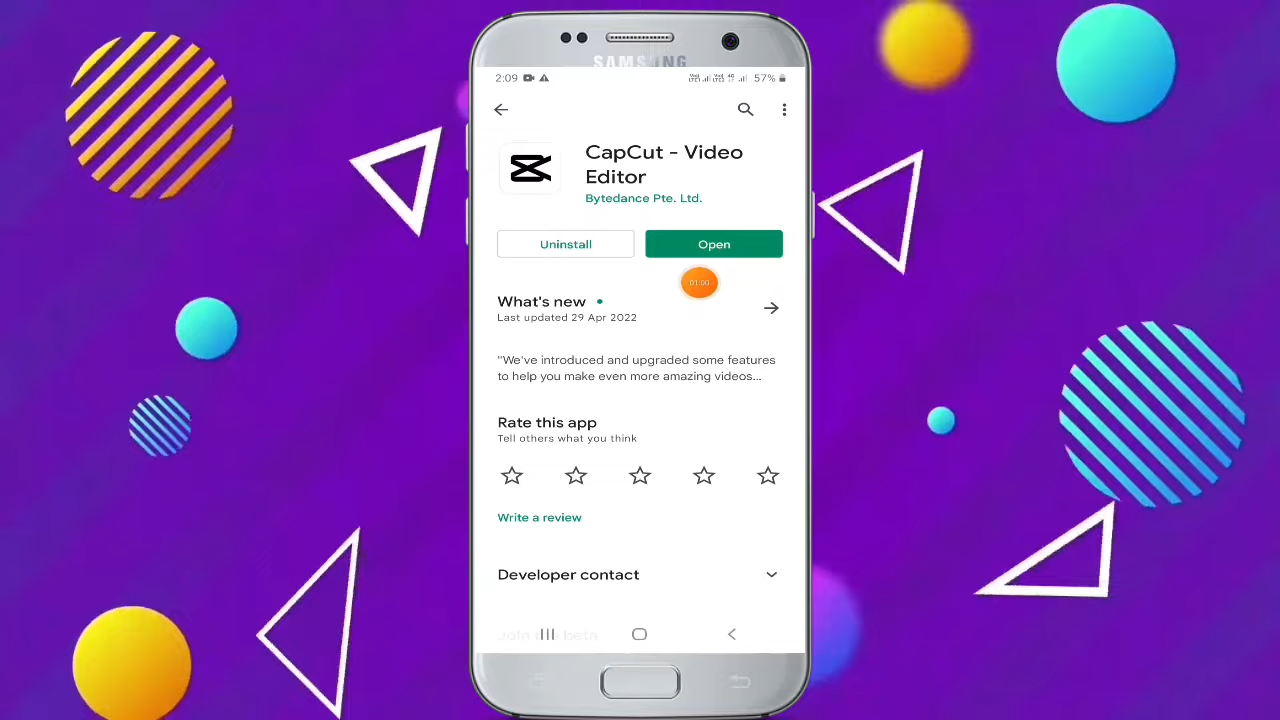 SAMSUNG
2:09
57%
CapCut - Video
Editor
Bytedance Pte. Ltd.
Uninstall
Open
01:00
What's new
Last updated 29 Apr 2022
"We've introduced and upgraded some features
to help you make even more amazing videos...
Rate this app
Tell others what you think
Write a review
Developer contact